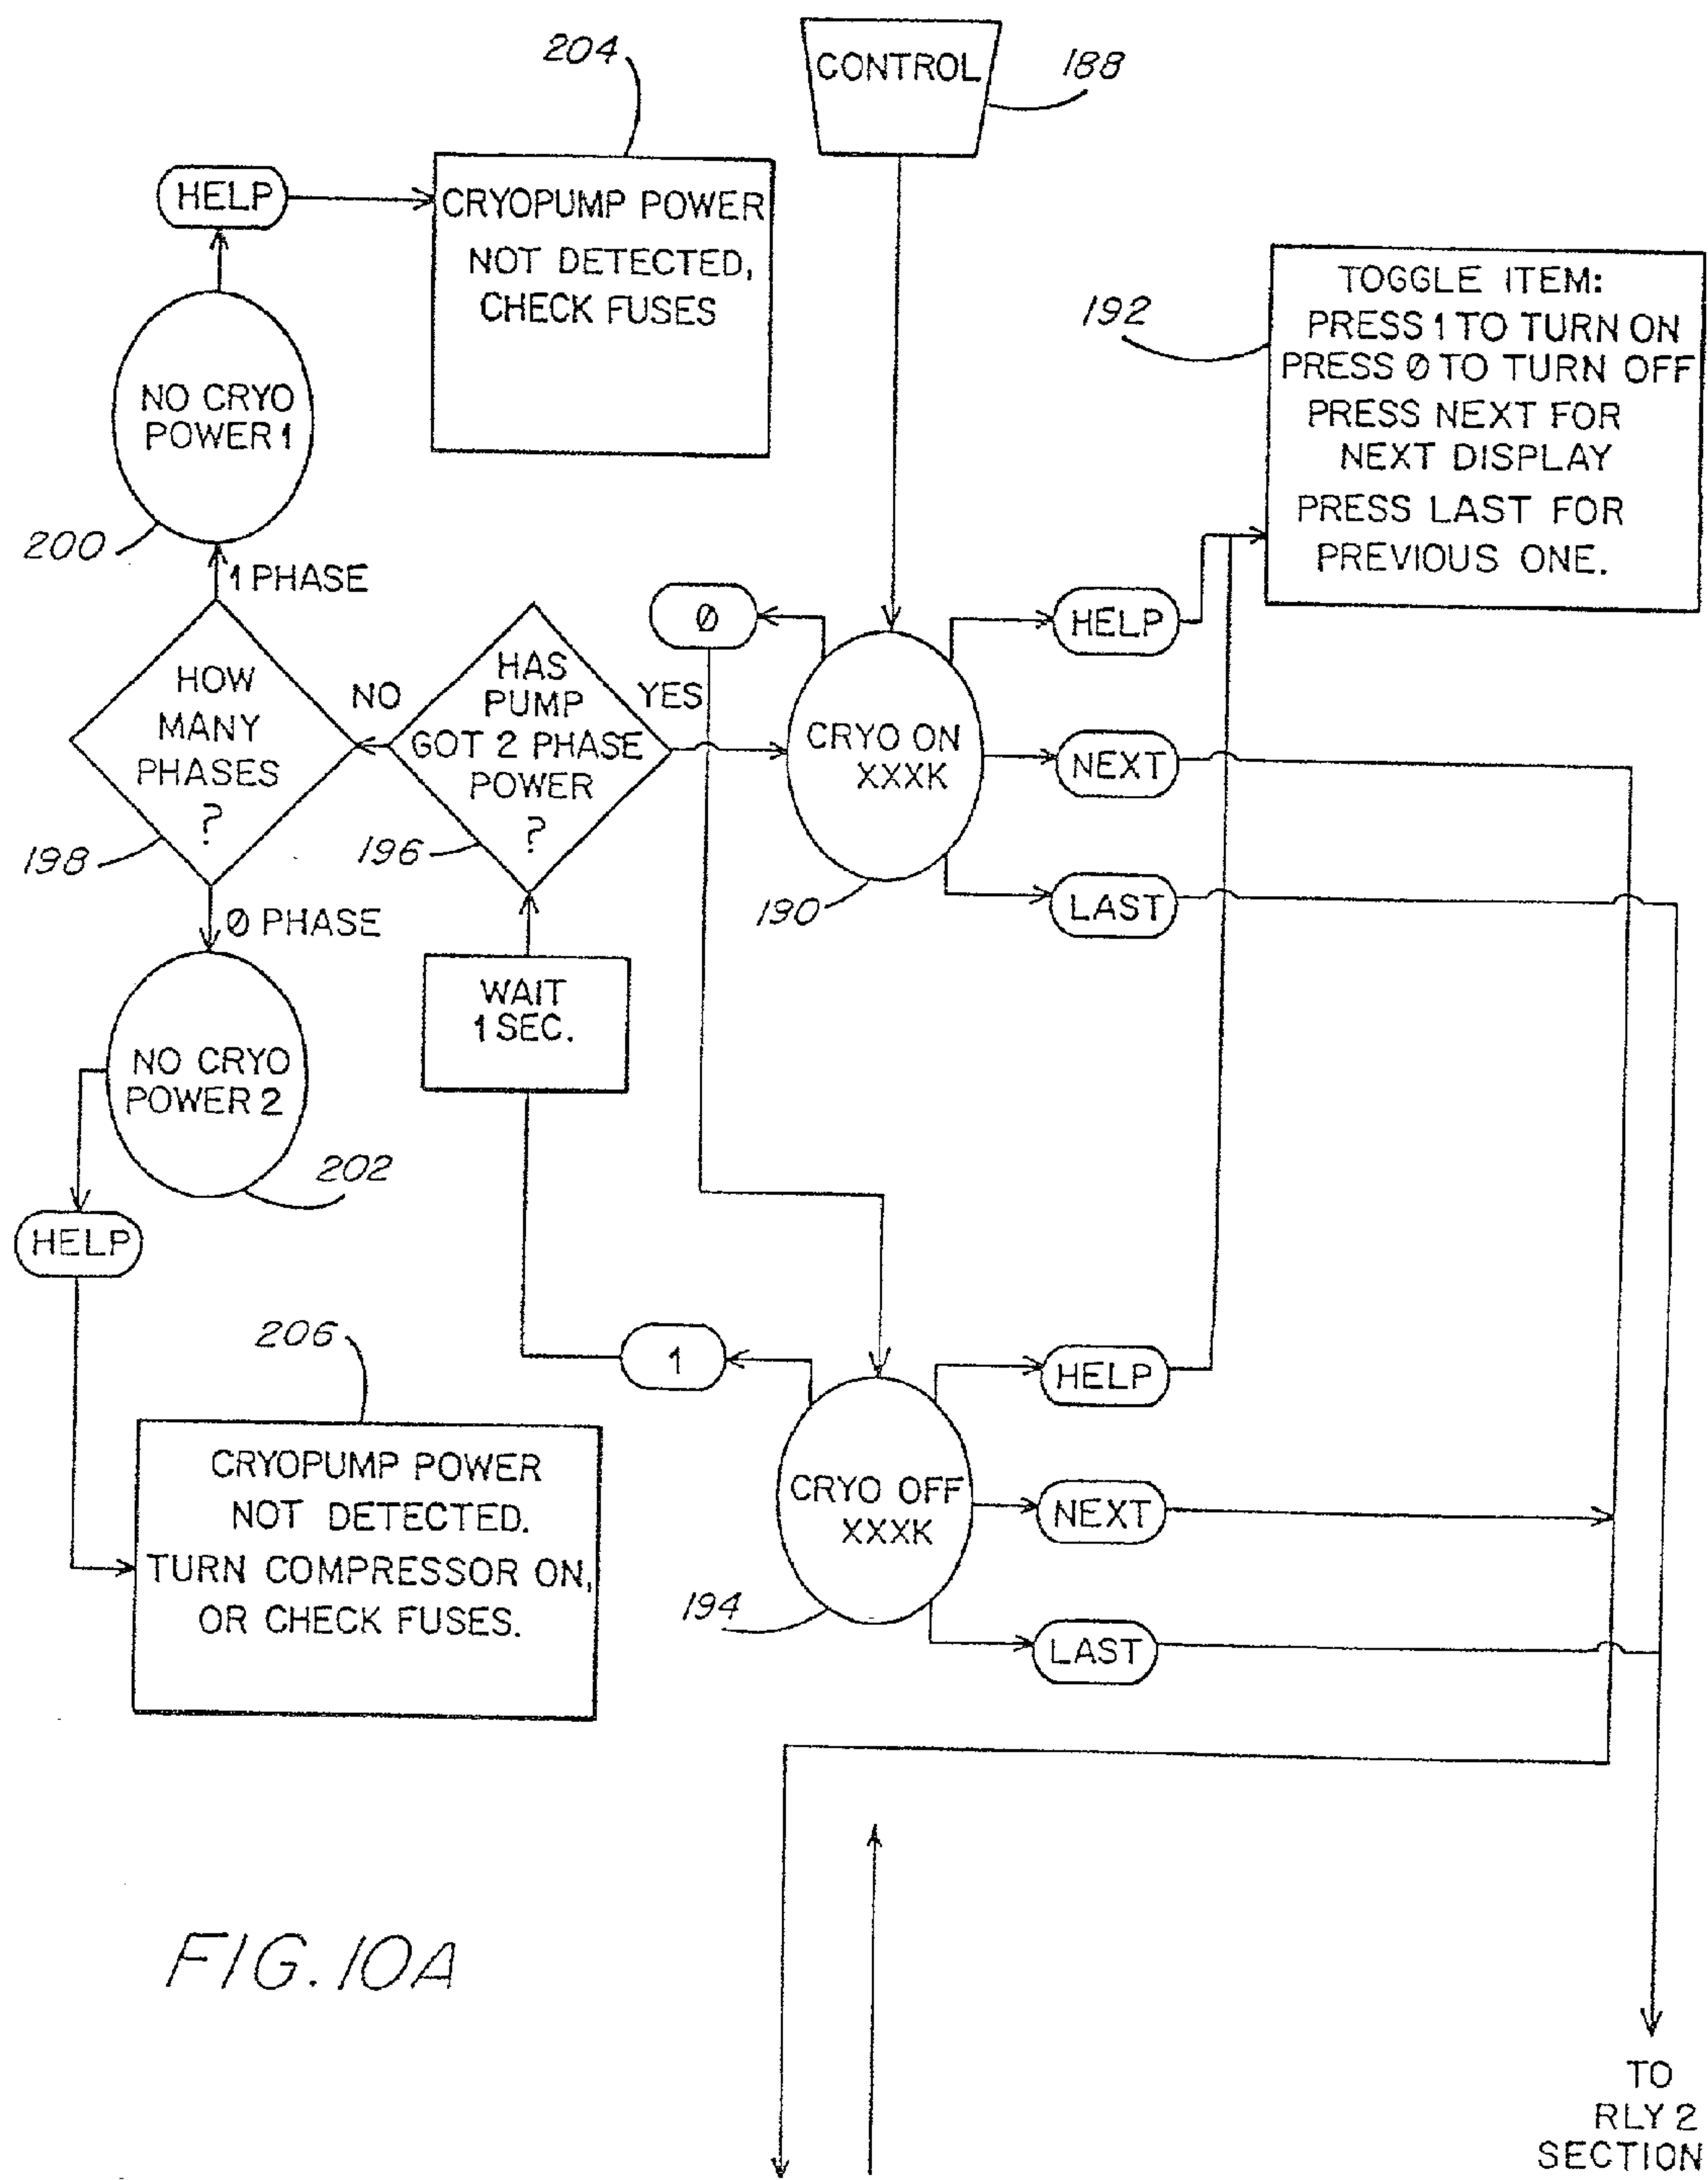 204
CONTROL
188
HELP
CRYOPUMP POWER
NOT DETECTED,
CHECK FUSES
192
TOGGLE ITEM:
PRESS 1 TO TURN ON
PRESS 0 TO TURN OFF
PRESS NEXT FOR
NEXT DISPLAY
PRESS LAST FOR
PREVIOUS ONE.
NO CRYO
POWER 1
200
1 PHASE
0
HELP
HOW
MANY
PHASES
?
198
NO
HAS
PUMP
GOT 2 PHASE
POWER
?
196
YES
CRYO ON
XXXK
190
NEXT
LAST
0 PHASE
WAIT
1 SEC.
NO CRYO
POWER 2
202
HELP
206
1
HELP
CRYOPUMP POWER
NOT DETECTED.
TURN COMPRESSOR ON,
OR CHECK FUSES.
CRYO OFF
XXXK
194
NEXT
LAST
FIG. 10A
TO
RLY 2
SECTION